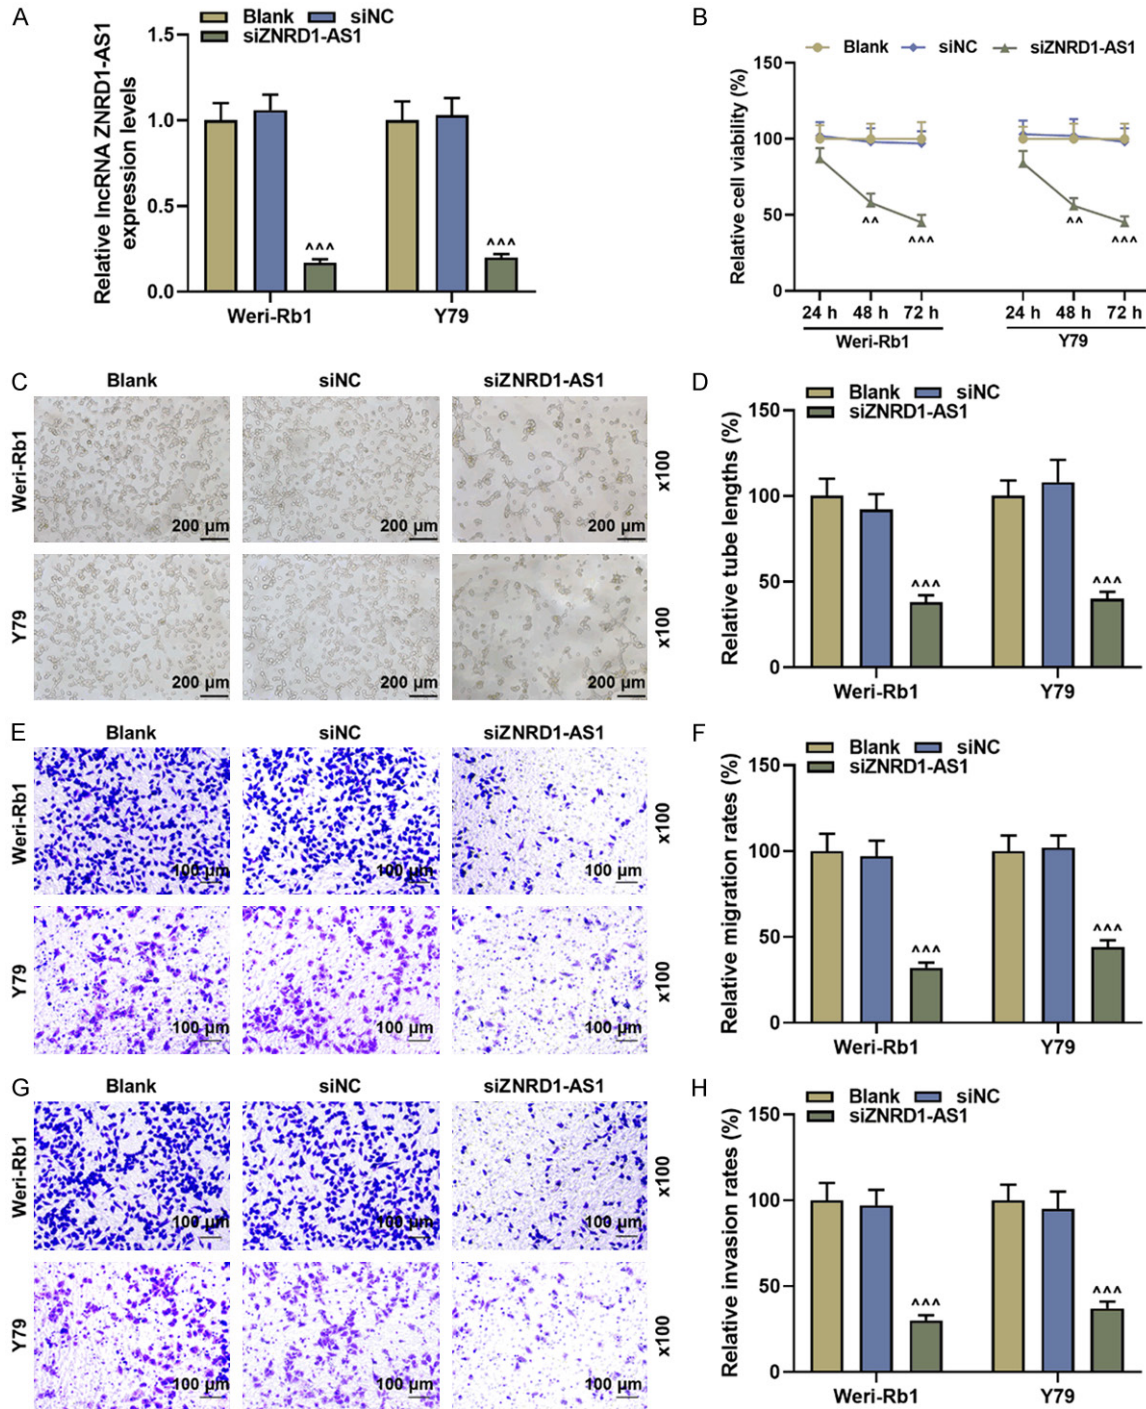 A
Blank siNC
siZNRD1-AS1
Relative lncRNA ZNRD1-AS1
expression levels
1.5
1.0
0.5
0.0
^^^
^^^
Weri-Rb1 Y79
B
Blank siNC siZNRD1-AS1
Relative cell viability (%)
150
100
50
0
^^ ^^^ ^^ ^^^
24 h 48 h 72 h 24 h 48 h 72 h
Weri-Rb1 Y79
C
Blank siNC siZNRD1-AS1
Weri-Rb1
200 µm 200 µm 200 µm
x100
Y79
200 µm 200 µm 200 µm
x100
D
Blank siNC
siZNRD1-AS1
Relative tube lengths (%)
150
100
50
0
^^^ ^^^
Weri-Rb1 Y79
E
Blank siNC siZNRD1-AS1
Weri-Rb1
100 µm 100 µm 100 µm
x100
Y79
100 µm 100 µm 100 µm
x100
F
Blank siNC
siZNRD1-AS1
Relative migration rates (%)
150
100
50
0
^^^ ^^^
Weri-Rb1 Y79
G
Blank siNC siZNRD1-AS1
Weri-Rb1
100 µm 100 µm 100 µm
x100
Y79
100 µm 100 µm 100 µm
x100
H
Blank siNC
siZNRD1-AS1
Relative invasion rates (%)
150
100
50
0
^^^ ^^^
Weri-Rb1 Y79